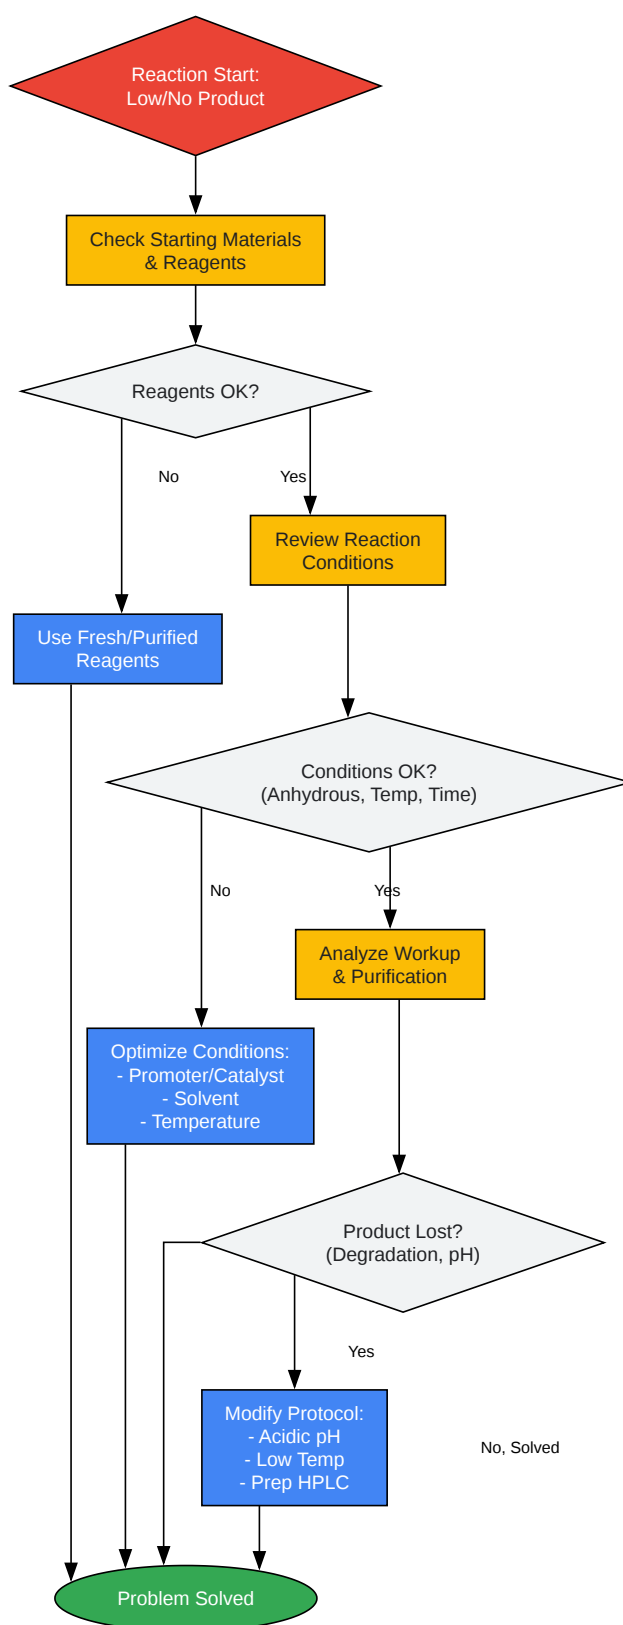 Reaction Start:
Low/No Product
Check Starting Materials
& Reagents
Reagents OK?
No
Yes
Review Reaction
Conditions
Use Fresh/Purified
Reagents
Conditions OK?
(Anhydrous, Temp, Time)
No
Yes
Analyze Workup
& Purification
Optimize Conditions:
- Promoter/Catalyst
- Solvent
- Temperature
Product Lost?
(Degradation, pH)
Yes
Modify Protocol:
- Acidic pH
- Low Temp
- Prep HPLC
No, Solved
Problem Solved